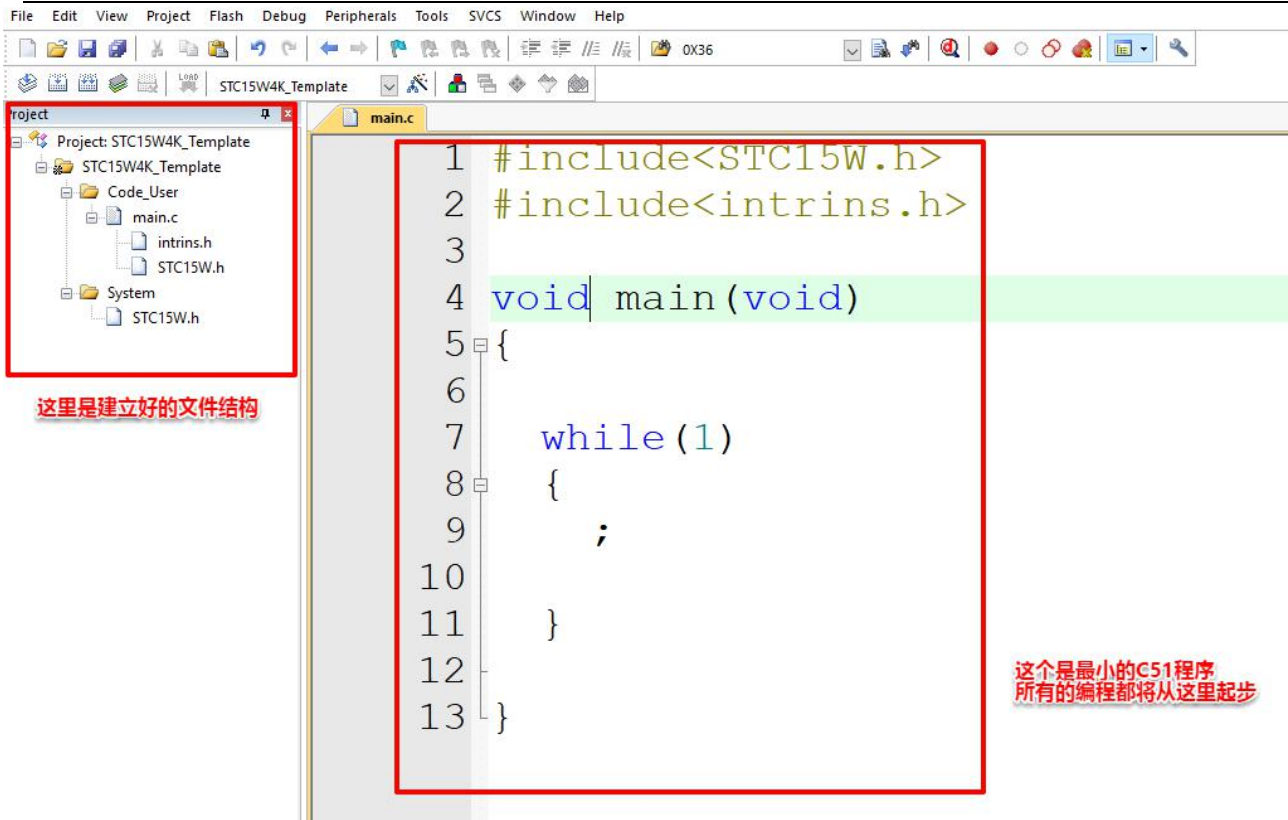 File Edit View Project Flash Debug Peripherals Tools SVCS Window Help
0X36
LOAD STC15W4K_Template
Project
main.c
Project: STC15W4K_Template
STC15W4K_Template
Code_User
main.c
intrins.h
STC15W.h
System
STC15W.h
这里是建立好的文件结构
1 #include<STC15W.h>
2 #include<intrins.h>
3
4 void main(void)
5 {
6
7 while(1)
8 {
9 ;
10
11 }
12
13 }
这个是最小的C51程序
所有的编程都将从这里起步